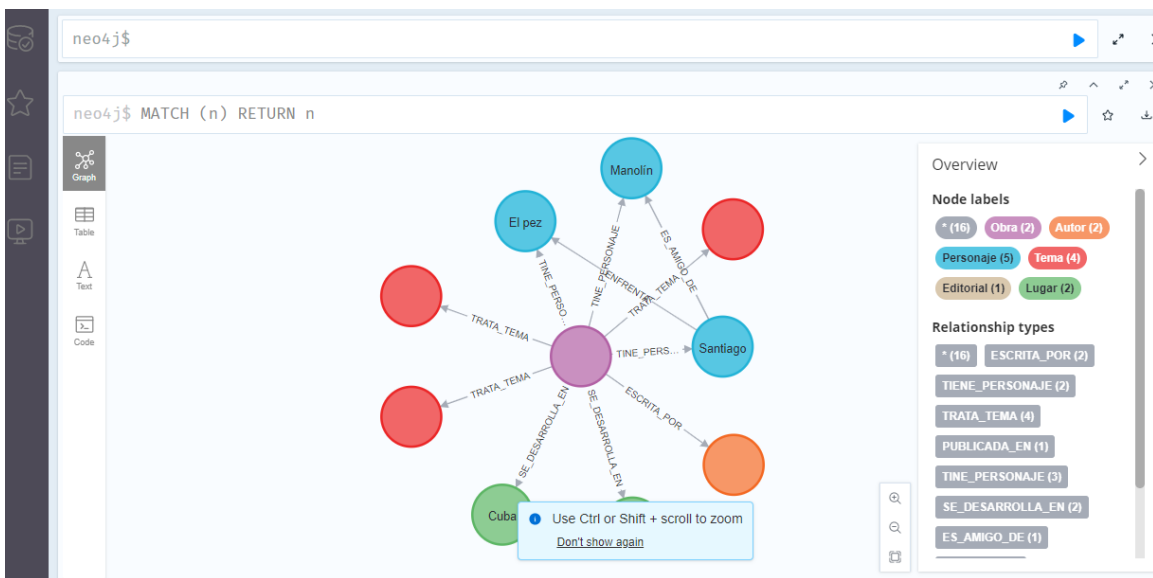 neo4j$
neo4j$ MATCH (n) RETURN n
Graph
Table
Text
Code
Manolín
El pez
Santiago
Cuba
TINE_PERSONAJE
TINE_PERSO...
TINE_PERS...
ES_AMIGO_DE
ENFRENT
TRATA_TEMA
TRATA_TEMA
TRATA_TEMA
ESCRITA_POR
SE_DESARROLLA_EN
SE_DESARROLLA_EN
Use Ctrl or Shift + scroll to zoom
Don't show again
Overview
Node labels
* (16) Obra (2) Autor (2)
Personaje (5) Tema (4)
Editorial (1) Lugar (2)
Relationship types
* (16) ESCRITA_POR (2)
TIENE_PERSONAJE (2)
TRATA_TEMA (4)
PUBLICADA_EN (1)
TINE_PERSONAJE (3)
SE_DESARROLLA_EN (2)
ES_AMIGO_DE (1)